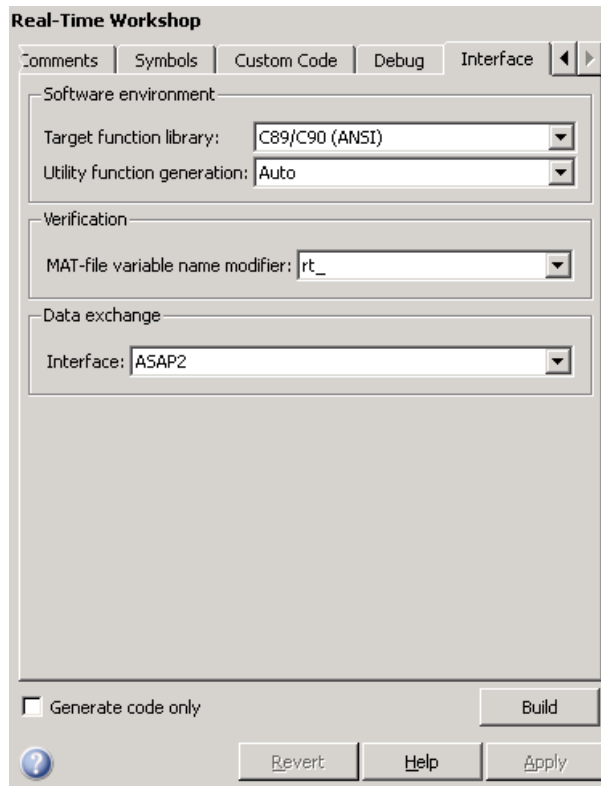 Real-Time Workshop
Comments Symbols Custom Code Debug Interface
Software environment
Target function library: C89/C90 (ANSI)
Utility function generation: Auto
Verification
MAT-file variable name modifier: rt_
Data exchange
Interface: ASAP2
Generate code only Build
Revert Help Apply